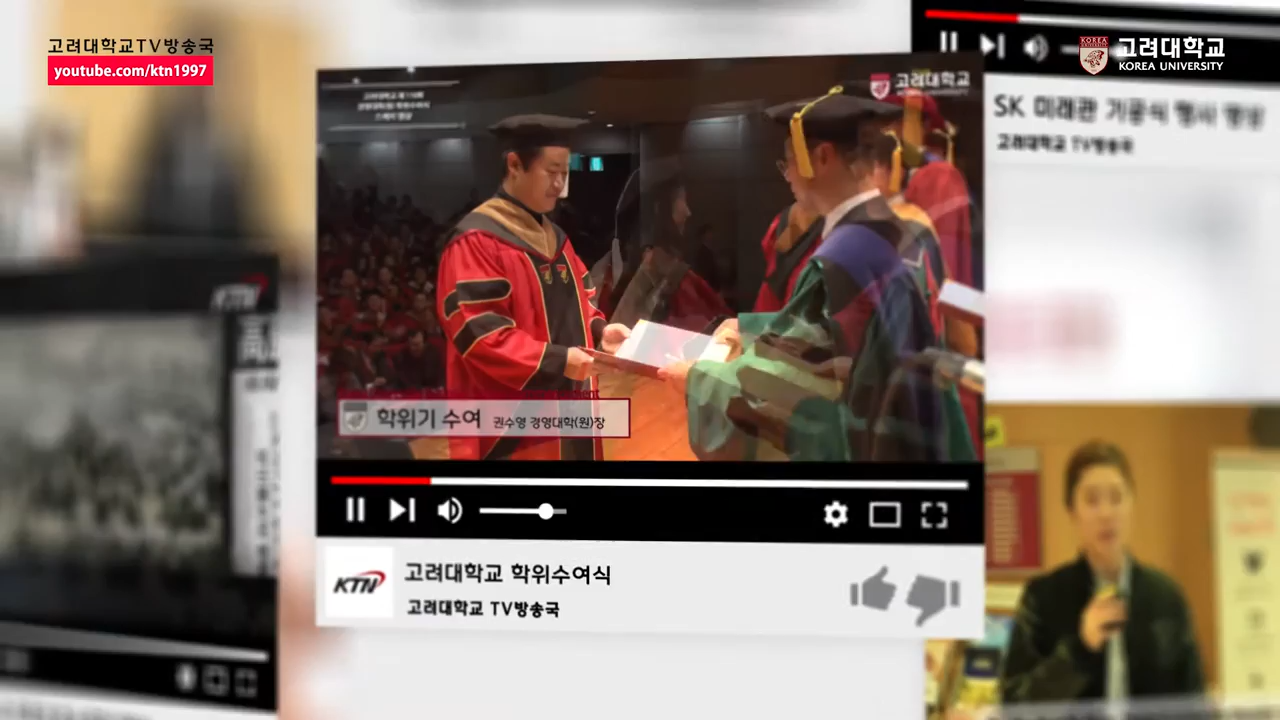 고려대학교TV방송국
youtube.com/ktn1997
KOREA
고려대학교
KOREA UNIVERSITY
고려대학교
학위기 수여 권수영 경영대학(원)장
KTN
고려대학교 학위수여식
고려대학교 TV방송국
SK 미래관 기공식 행사 영상
고려대학교 TV방송국
KTN